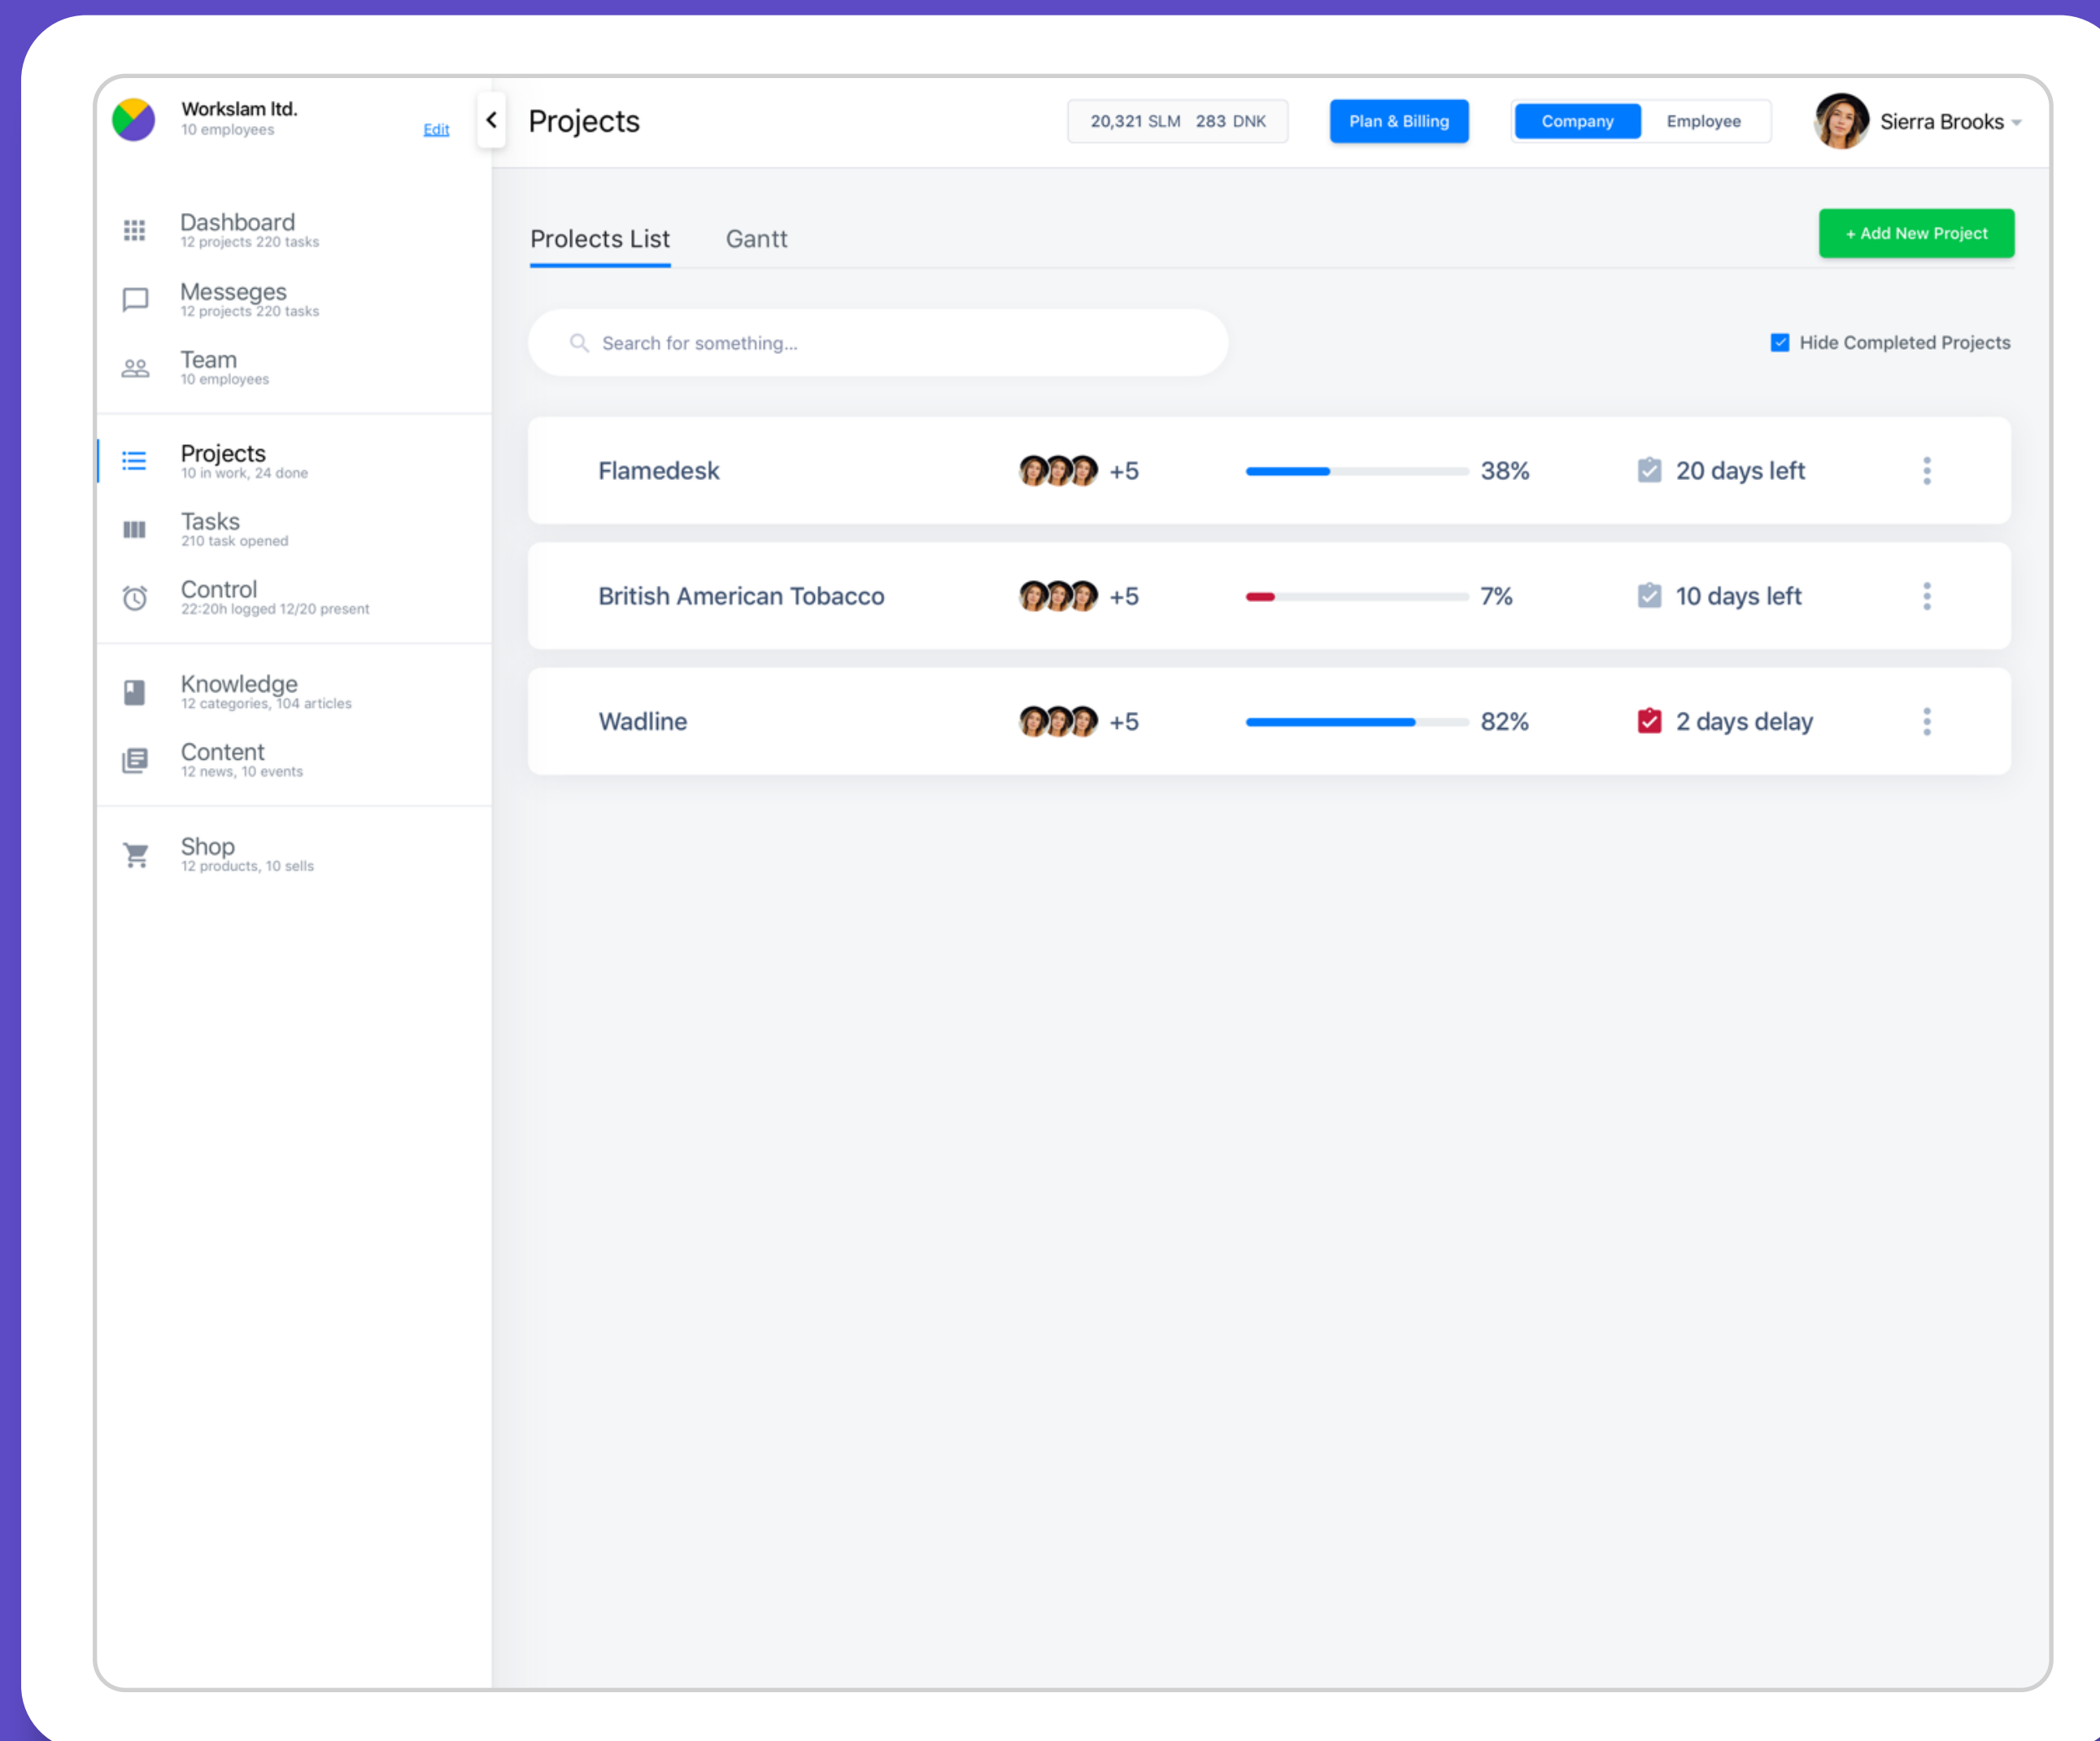 Workslam ltd.
10 employees
Edit
Projects
20,321 SLM 283 DNK
Plan & Billing
Company
Employee
Sierra Brooks
Dashboard
12 projects 220 tasks
Messeges
12 projects 220 tasks
Team
10 employees
Projects
10 in work, 24 done
Tasks
210 task opened
Control
22:20h logged 12/20 present
Knowledge
12 categories, 104 articles
Content
12 news, 10 events
Shop
12 products, 10 sells
Prolects List
Gantt
+ Add New Project
Search for something...
Hide Completed Projects
Flamedesk +5 38% 20 days left
British American Tobacco +5 7% 10 days left
Wadline +5 82% 2 days delay